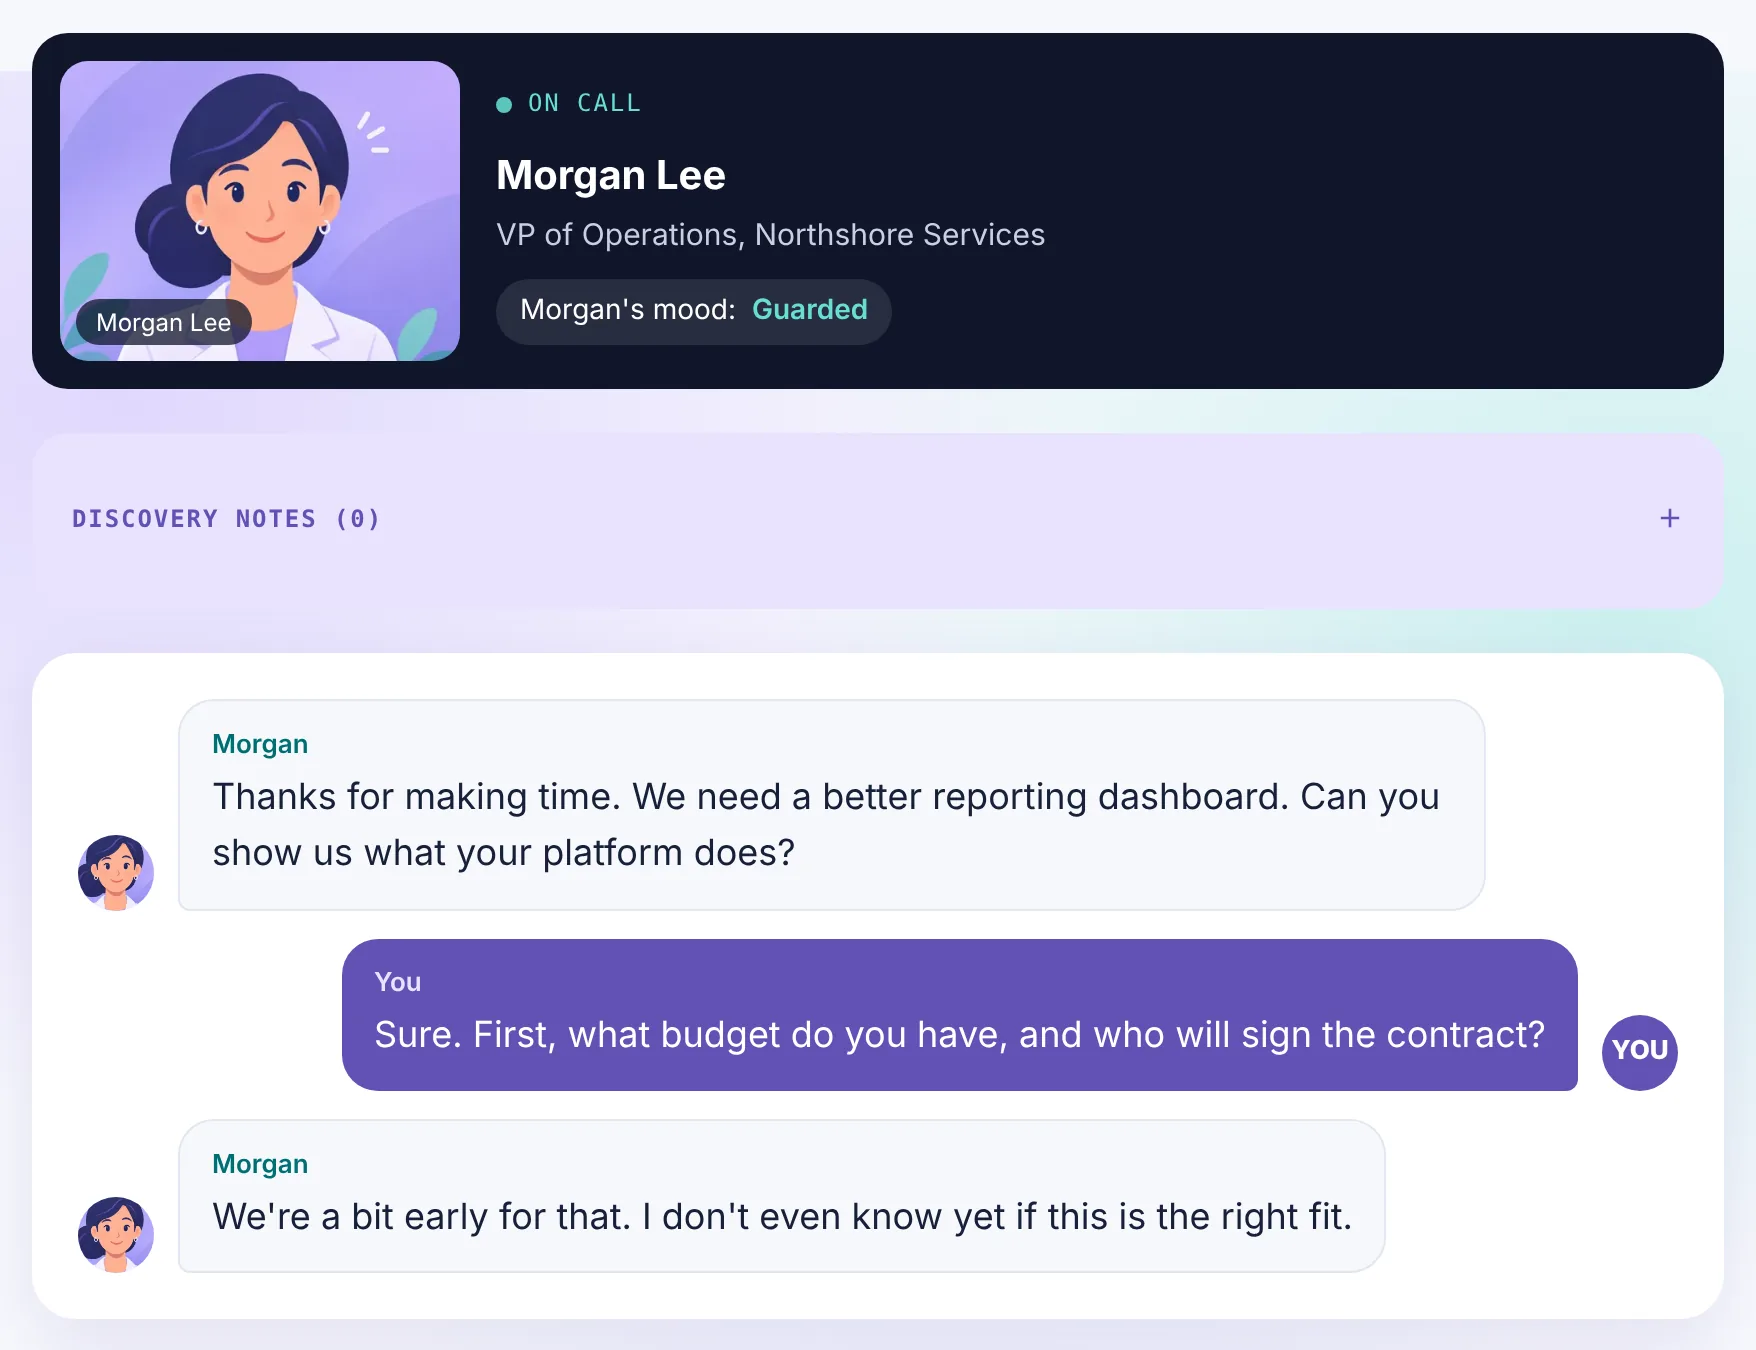 ON CALL
Morgan Lee
VP of Operations, Northshore Services
Morgan's mood: Guarded
Morgan Lee
DISCOVERY NOTES (0)
+
Morgan
Thanks for making time. We need a better reporting dashboard. Can you
show us what your platform does?
You
Sure. First, what budget do you have, and who will sign the contract?
YOU
Morgan
We're a bit early for that. I don't even know yet if this is the right fit.